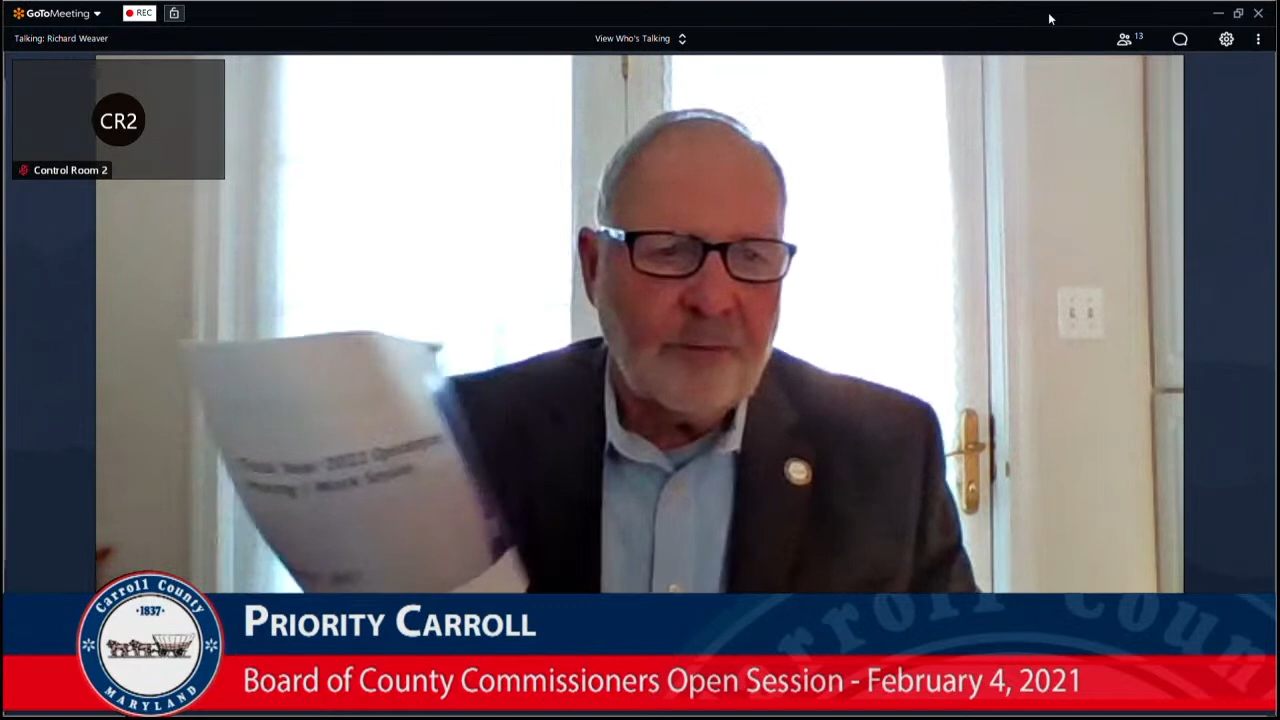 GoToMeeting
REC
Talking: Richard Weaver
View Who's Talking
13
CR2
Control Room 2
Carroll County
·1837·
MARYLAND
PRIORITY CARROLL
Board of County Commissioners Open Session - February 4, 2021